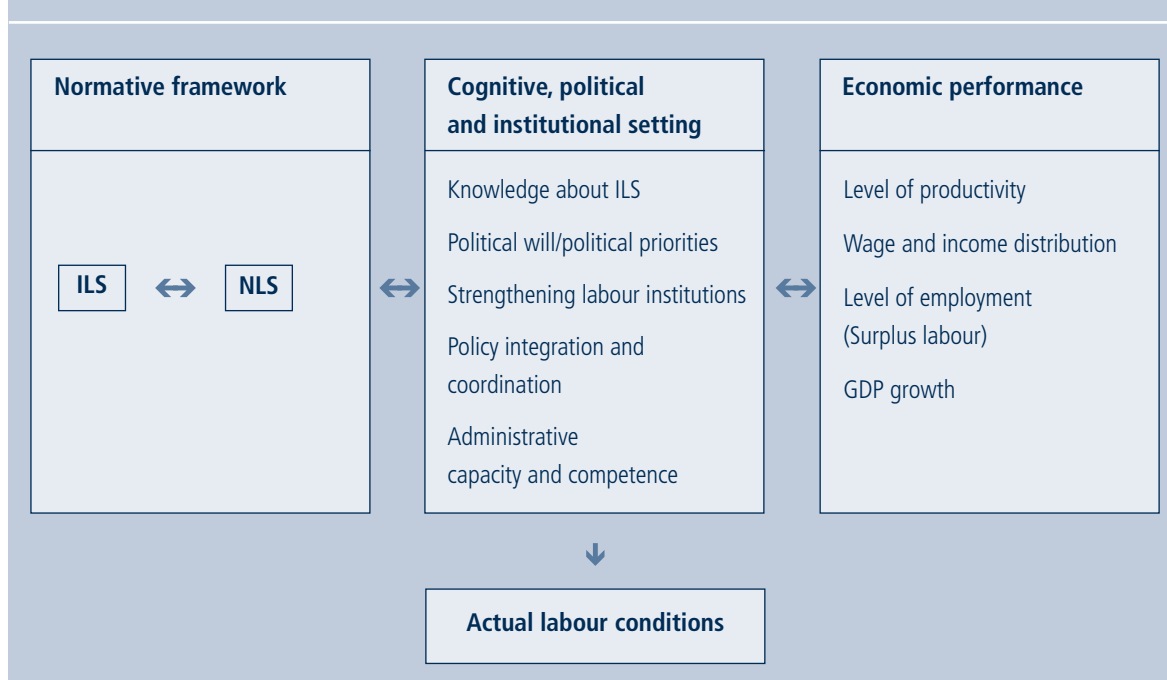 Normative framework
ILS
NLS
Cognitive, political
and institutional setting
Knowledge about ILS
Political will/political priorities
Strengthening labour institutions
Policy integration and
coordination
Administrative
capacity and competence
Economic performance
Level of productivity
Wage and income distribution
Level of employment
(Surplus labour)
GDP growth
Actual labour conditions